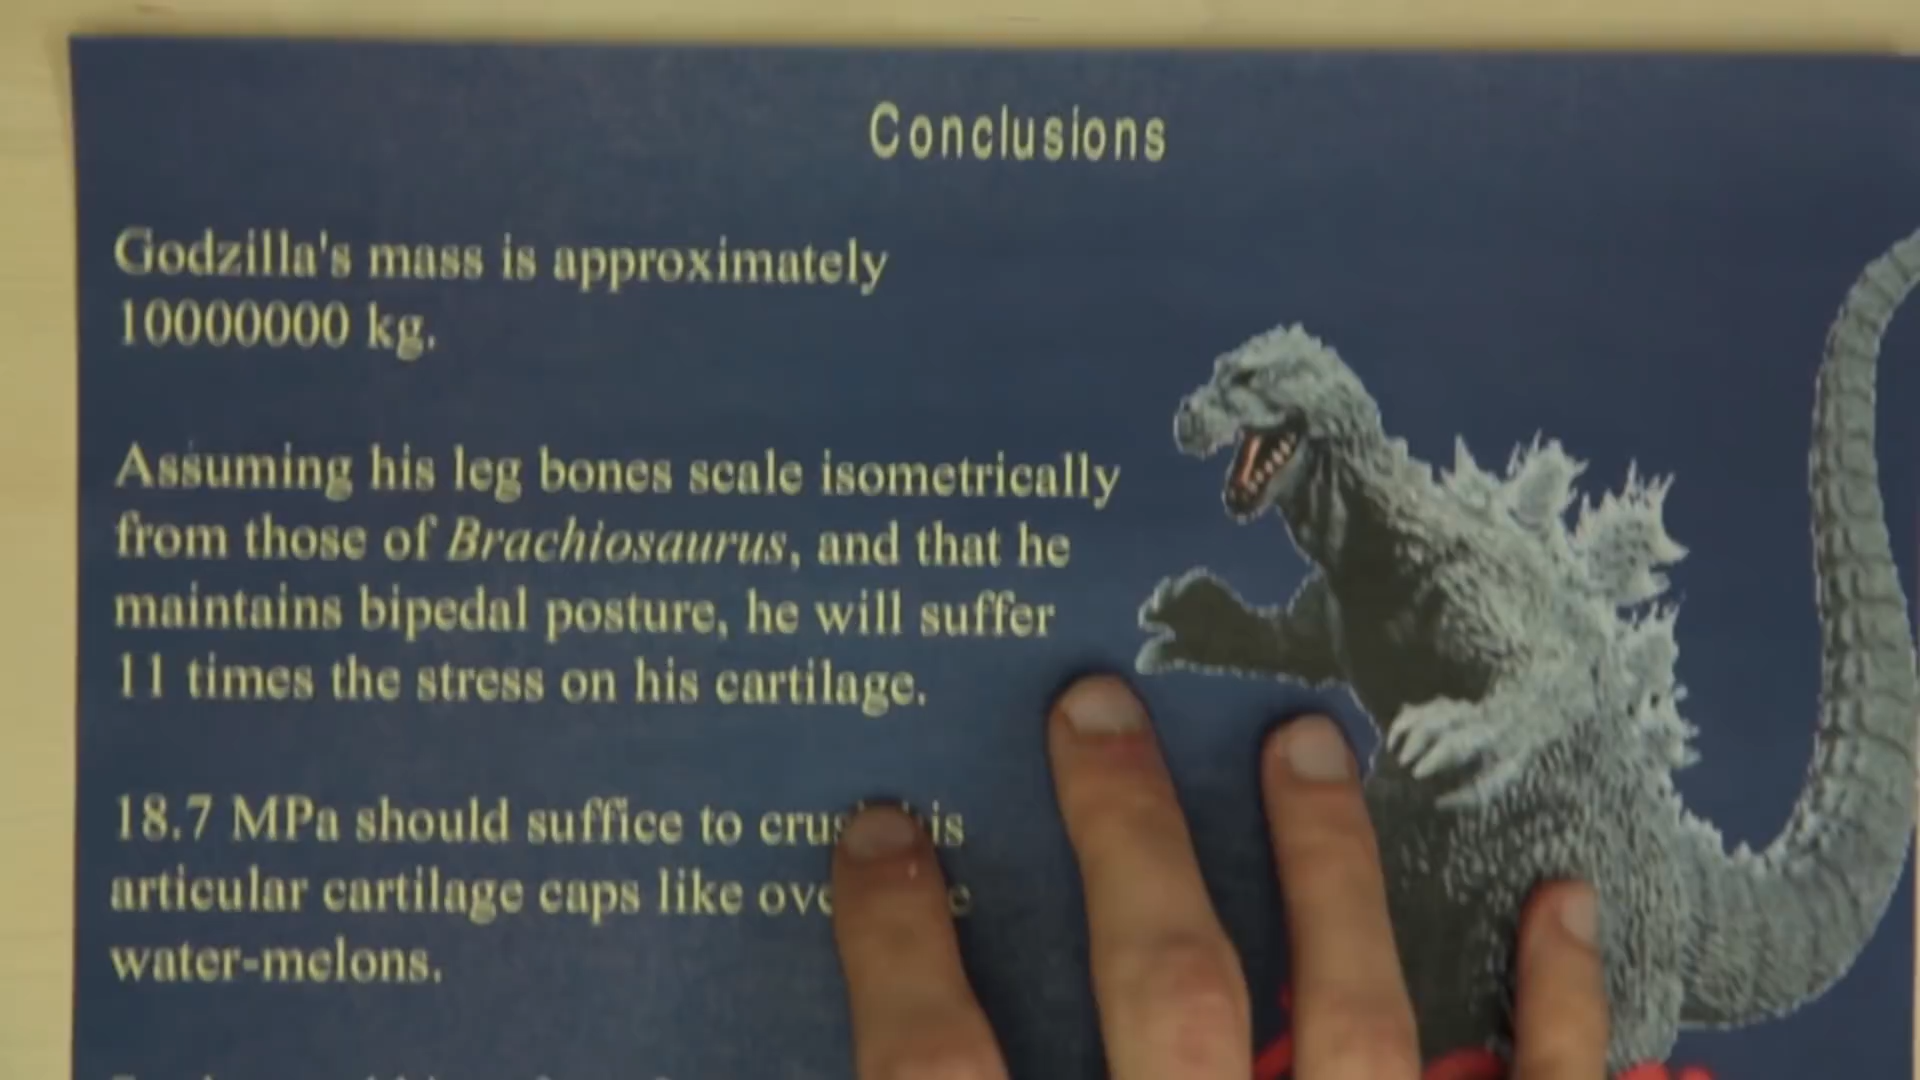 Conclusions
Godzilla's mass is approximately
10000000 kg.
Assuming his leg bones scale isometrically
from those of Brachiosaurus, and that he
maintains bipedal posture, he will suffer
11 times the stress on his cartilage.
18.7 MPa should suffice to
articular cartilage caps like
water-melons.